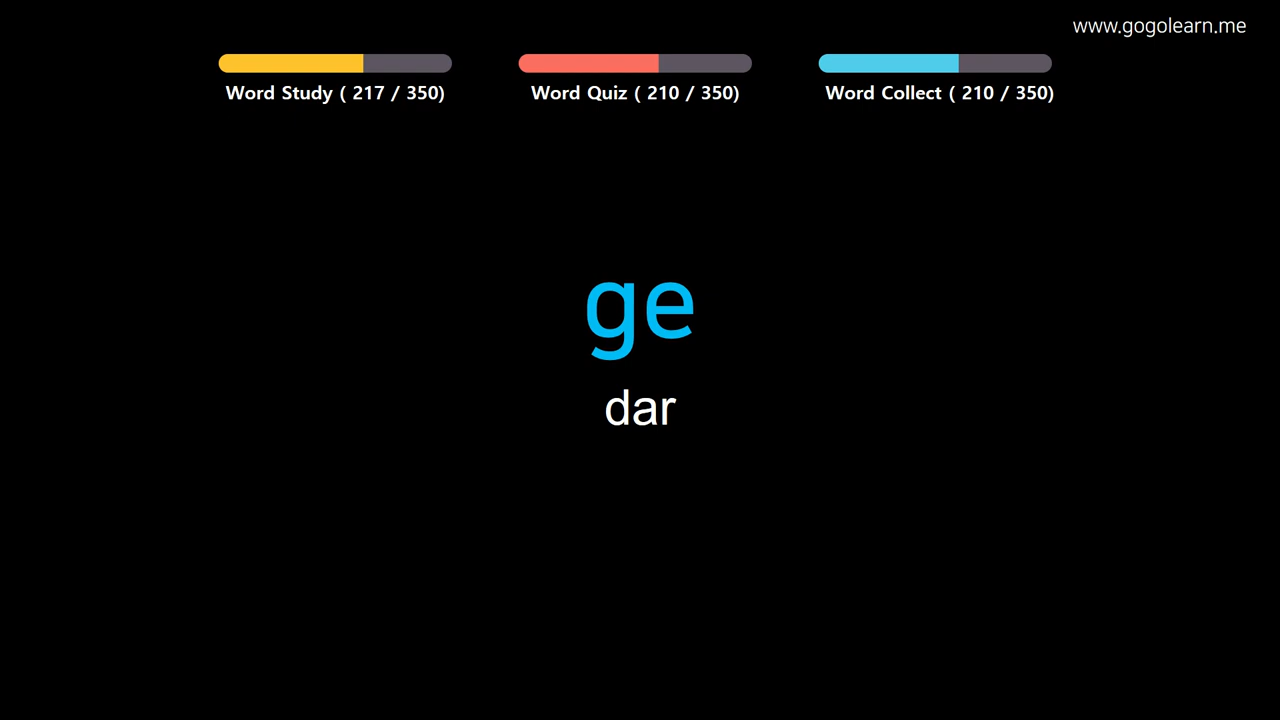 www.gogolearn.me
Word Study ( 217 / 350)
Word Quiz ( 210 / 350)
Word Collect ( 210 / 350)
ge
dar